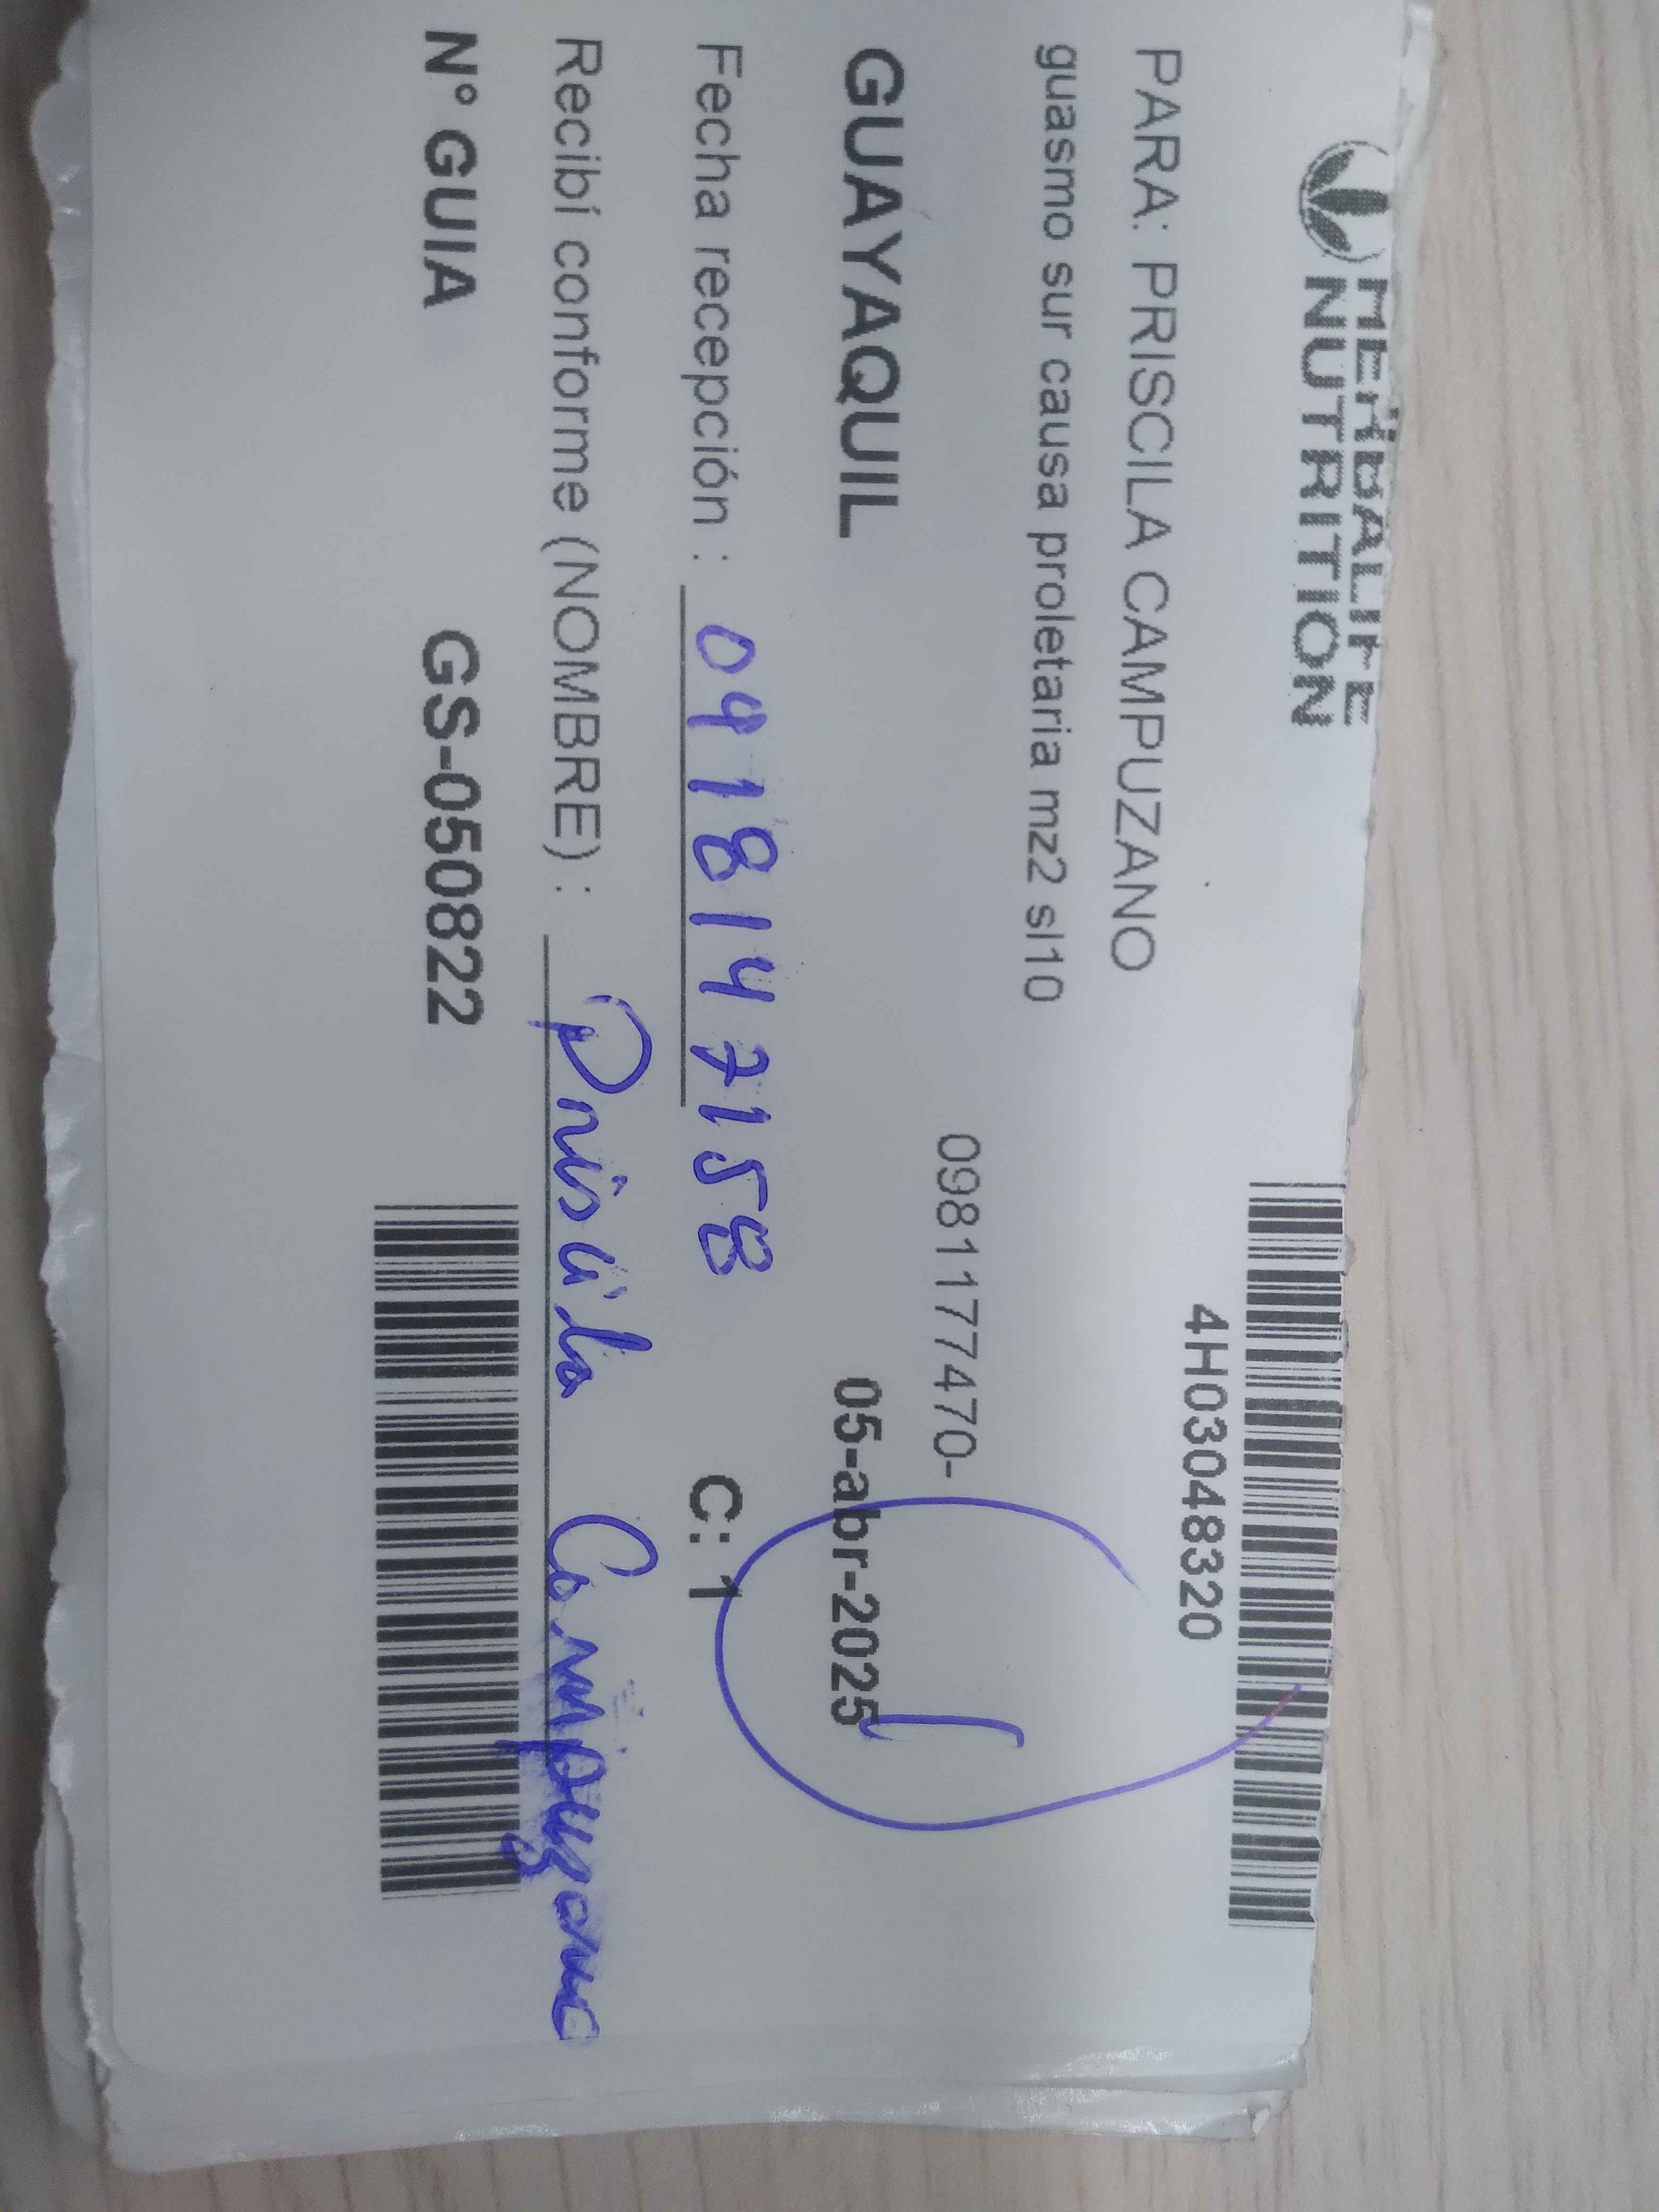 HERBALIFE
NUTRITION
4H03048320
PARA: PRISCILA CAMPUZANO
guasmo sur causa proletaria mz2 sl10
0981177470-
GUAYAQUIL 05-abr-2025
Fecha recepción : 0918147158 C: 1
Recibí conforme (NOMBRE) : Priscila Campuzano
N° GUIA GS-050822